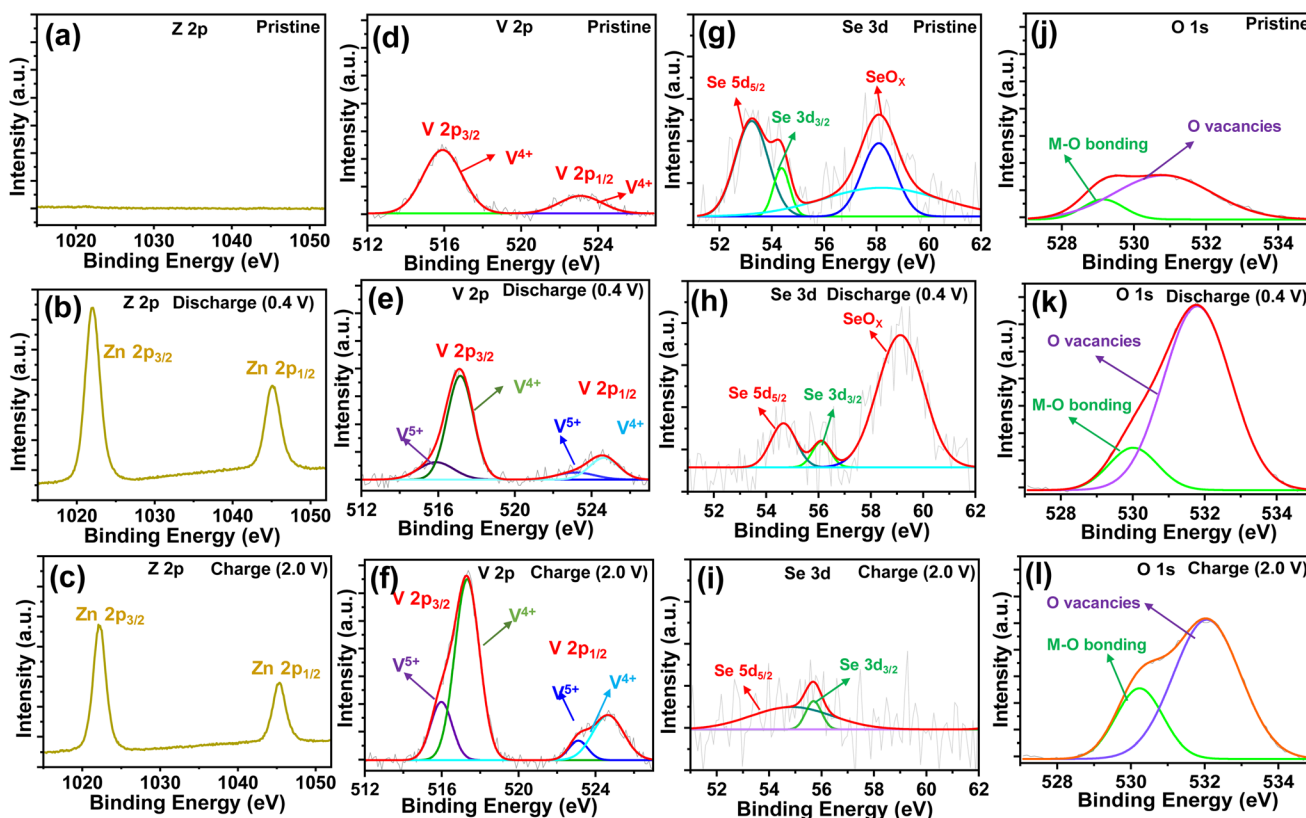 (a) Z 2p Pristine
Intensity (a.u.)
1020 1030 1040 1050
Binding Energy (eV)
(d) V 2p Pristine
V 2p3/2
V4+
V 2p1/2
V4+
Intensity (a.u.)
512 516 520 524
Binding Energy (eV)
(g) Se 3d Pristine
Se 5d5/2
Se 3d3/2
SeOX
Intensity (a.u.)
52 54 56 58 60 62
Binding Energy (eV)
(j) O 1s Pristine
M-O bonding
O vacancies
Intensity (a.u.)
528 530 532 534
Binding Energy (eV)
(b) Z 2p Discharge (0.4 V)
Zn 2p3/2
Zn 2p1/2
Intensity (a.u.)
1020 1030 1040 1050
Binding Energy (eV)
(e) V 2p Discharge (0.4 V)
V 2p3/2
V4+
V5+
V 2p1/2
V5+
V4+
Intensity (a.u.)
512 516 520 524
Binding Energy (eV)
(h) Se 3d Discharge (0.4 V)
SeOX
Se 5d5/2
Se 3d3/2
Intensity (a.u.)
52 54 56 58 60 62
Binding Energy (eV)
(k) O 1s Discharge (0.4 V)
O vacancies
M-O bonding
Intensity (a.u.)
528 530 532 534
Binding Energy (eV)
(c) Z 2p Charge (2.0 V)
Zn 2p3/2
Zn 2p1/2
Intensity (a.u.)
1020 1030 1040 1050
Binding Energy (eV)
(f) V 2p Charge (2.0 V)
V 2p3/2
V4+
V5+
V 2p1/2
V5+
V4+
Intensity (a.u.)
512 516 520 524
Binding Energy (eV)
(i) Se 3d Charge (2.0 V)
Se 5d5/2
Se 3d3/2
Intensity (a.u.)
52 54 56 58 60 62
Binding Energy (eV)
(l) O 1s Charge (2.0 V)
O vacancies
M-O bonding
Intensity (a.u.)
528 530 532 534
Binding Energy (eV)